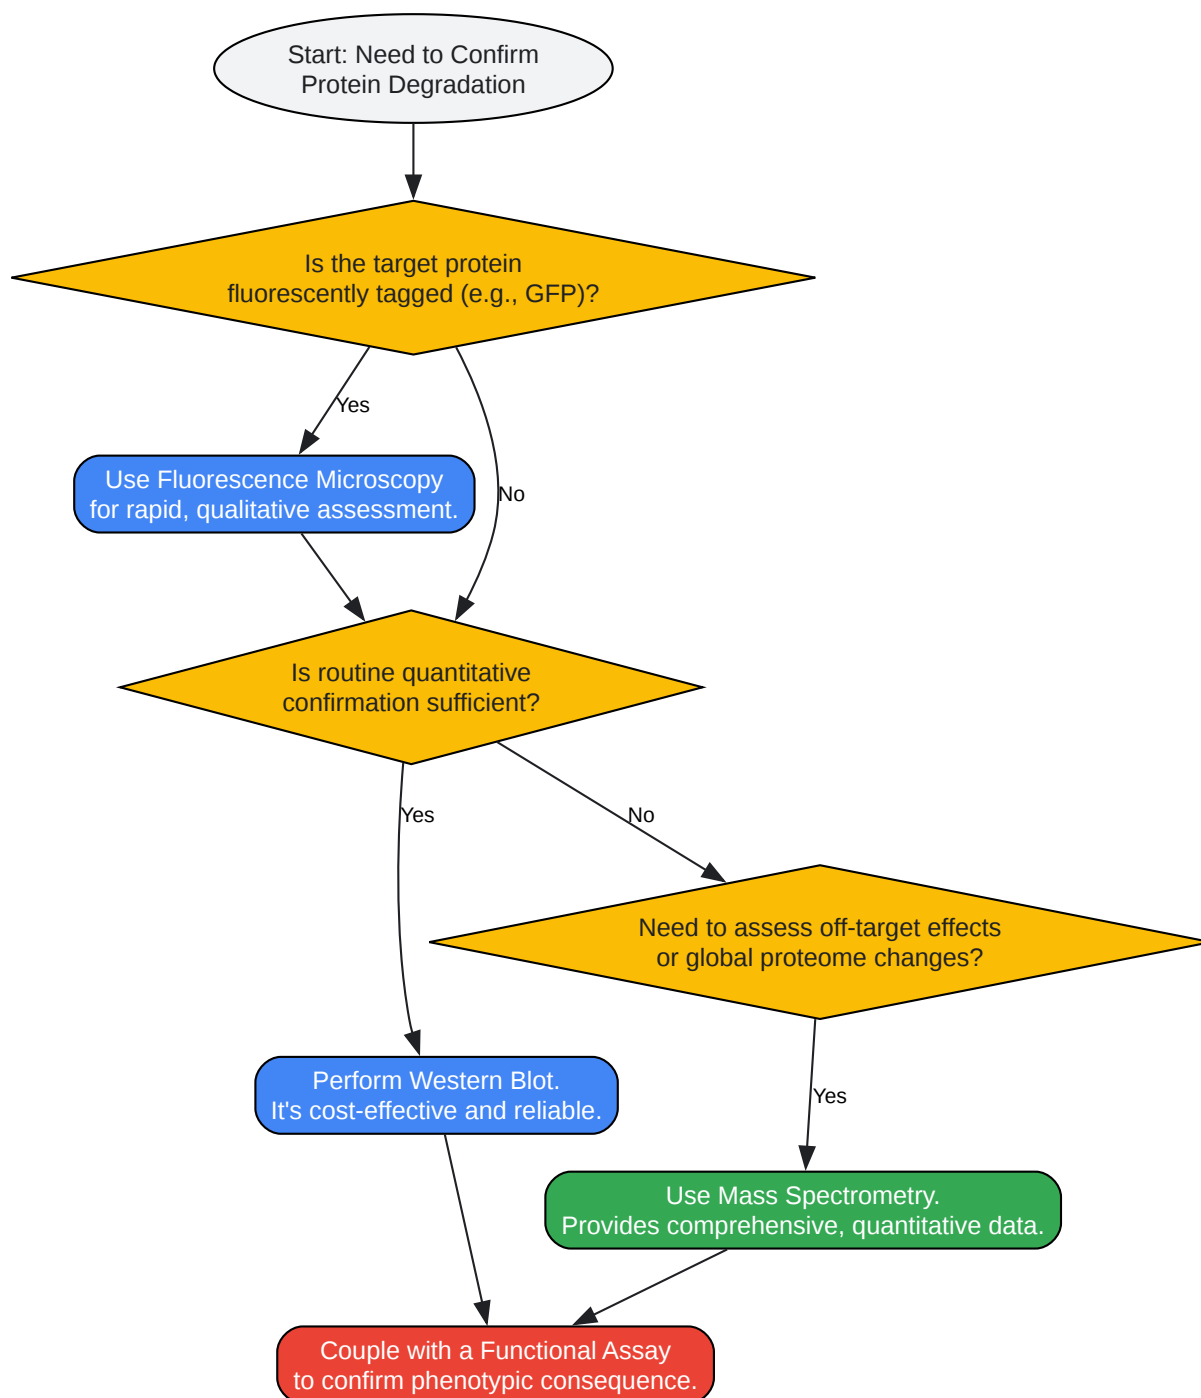 Start: Need to Confirm
Protein Degradation
Is the target protein
fluorescently tagged (e.g., GFP)?
Yes
Use Fluorescence Microscopy
for rapid, qualitative assessment.
No
Is routine quantitative
confirmation sufficient?
Yes
No
Need to assess off-target effects
or global proteome changes?
Perform Western Blot.
It's cost-effective and reliable.
Yes
Use Mass Spectrometry.
Provides comprehensive, quantitative data.
Couple with a Functional Assay
to confirm phenotypic consequence.